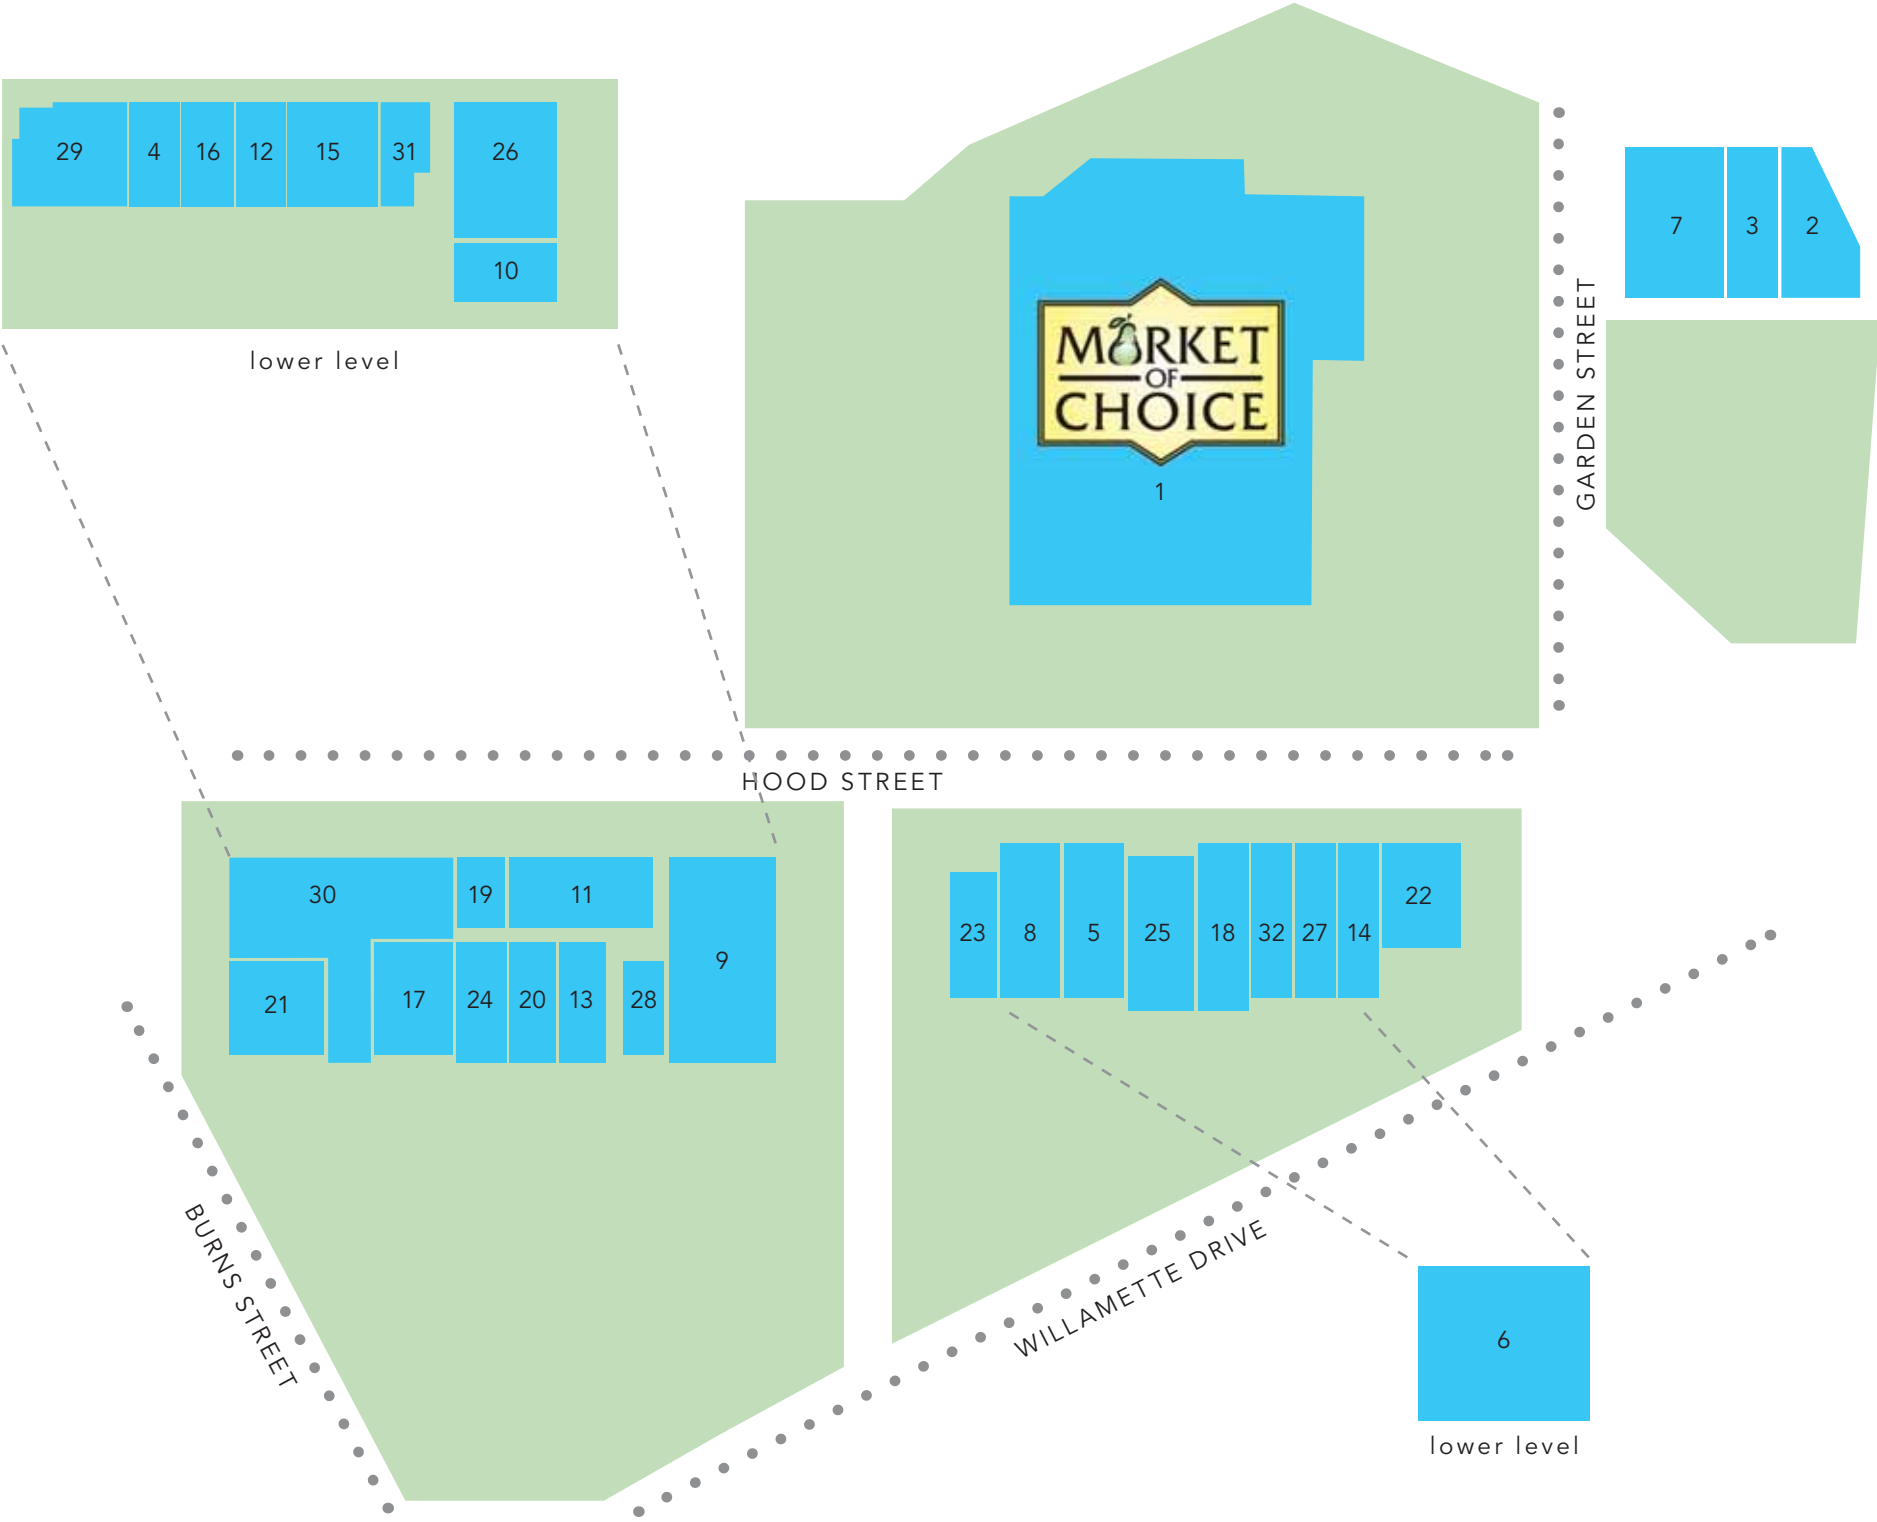 29 4 16 12 15 31 26
10
lower level
MARKET
OF
CHOICE
1
7 3 2
GARDEN STREET
HOOD STREET
30 19 11
9
21 17 24 20 13 28
23 8 5 25 18 32 27 14 22
BURNS STREET
WILLAMETTE DRIVE
6
lower level